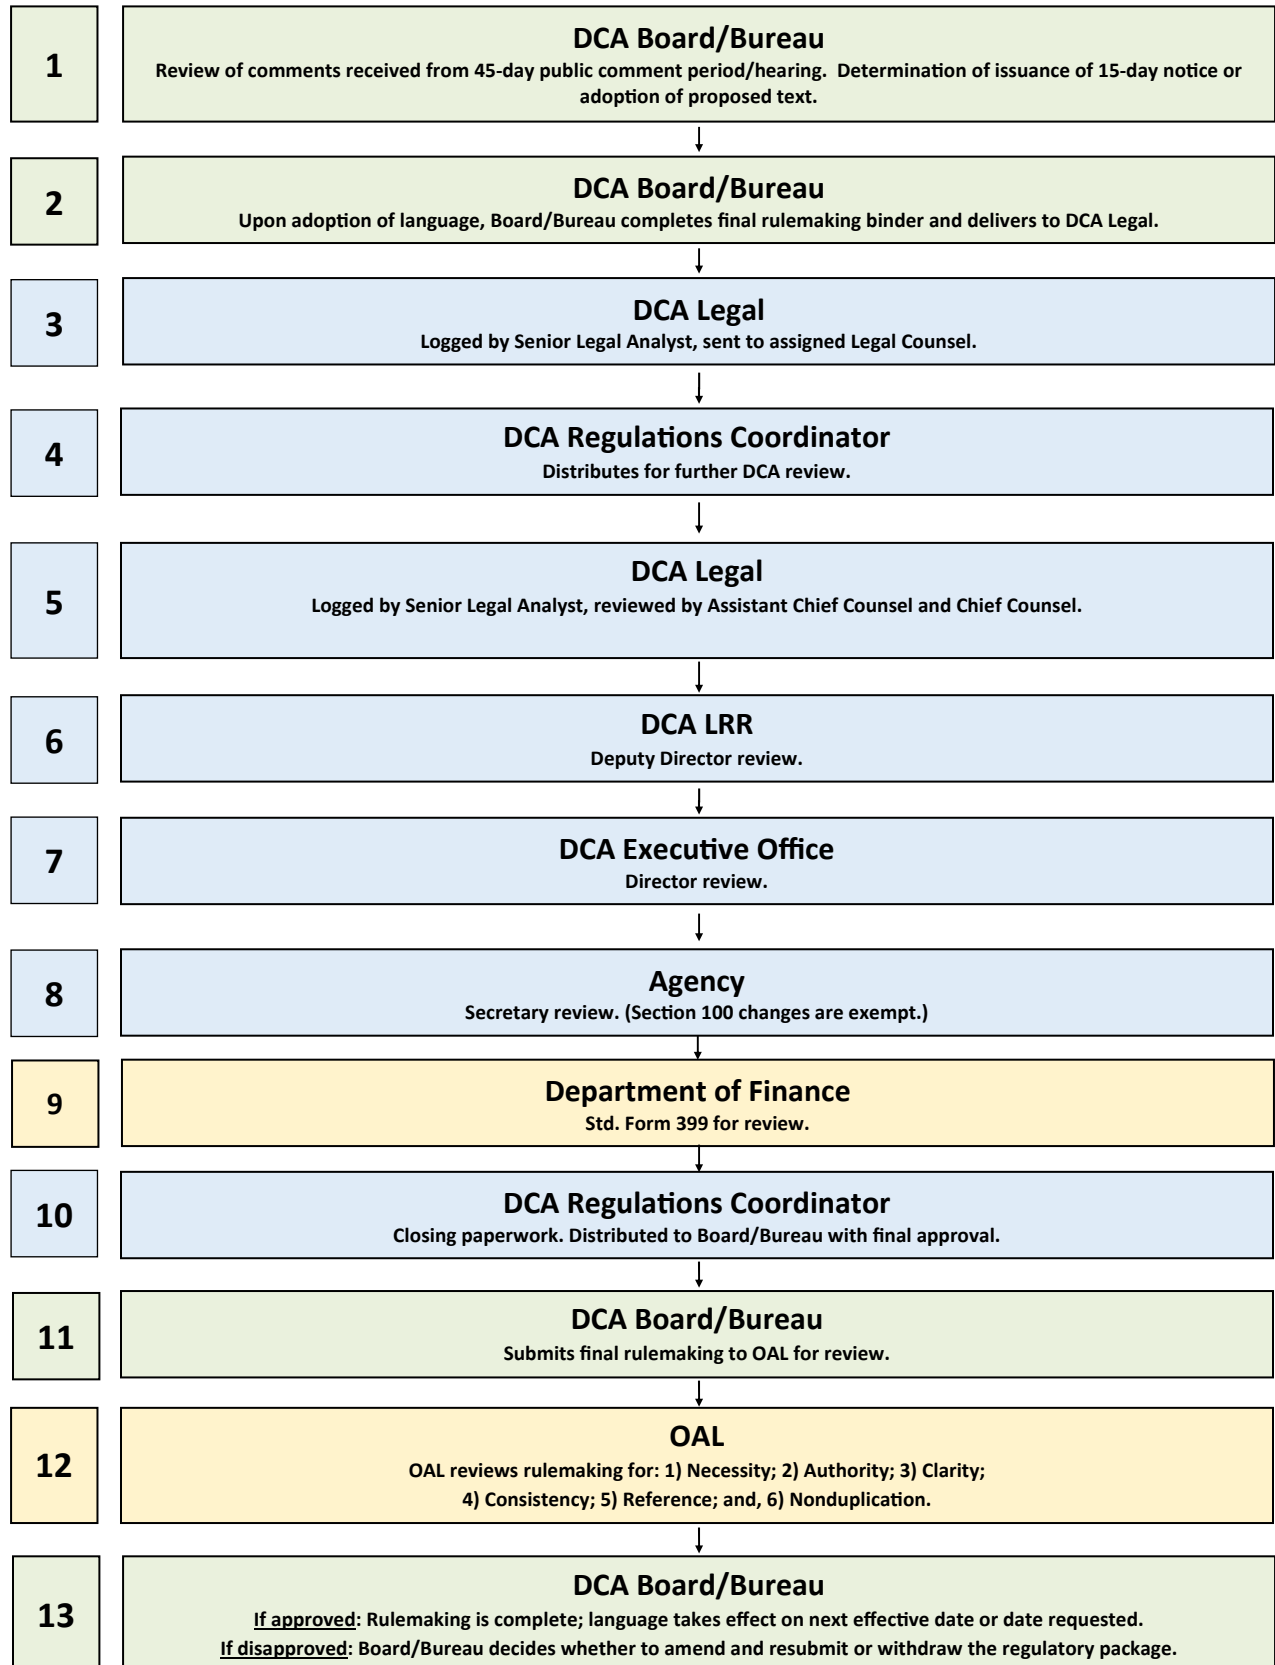 1
DCA Board/Bureau
Review of comments received from 45-day public comment period/hearing.  Determination of issuance of 15-day notice or
adoption of proposed text.
2
DCA Board/Bureau
Upon adoption of language, Board/Bureau completes final rulemaking binder and delivers to DCA Legal.
3
DCA Legal
Logged by Senior Legal Analyst, sent to assigned Legal Counsel.
4
DCA Regulations Coordinator
Distributes for further DCA review.
5
DCA Legal
Logged by Senior Legal Analyst, reviewed by Assistant Chief Counsel and Chief Counsel.
6
DCA LRR
Deputy Director review.
7
DCA Executive Office
Director review.
8
Agency
Secretary review. (Section 100 changes are exempt.)
9
Department of Finance
Std. Form 399 for review.
10
DCA Regulations Coordinator
Closing paperwork. Distributed to Board/Bureau with final approval.
11
DCA Board/Bureau
Submits final rulemaking to OAL for review.
12
OAL
OAL reviews rulemaking for: 1) Necessity; 2) Authority; 3) Clarity;
4) Consistency; 5) Reference; and, 6) Nonduplication.
13
DCA Board/Bureau
If approved: Rulemaking is complete; language takes effect on next effective date or date requested.
If disapproved: Board/Bureau decides whether to amend and resubmit or withdraw the regulatory package.